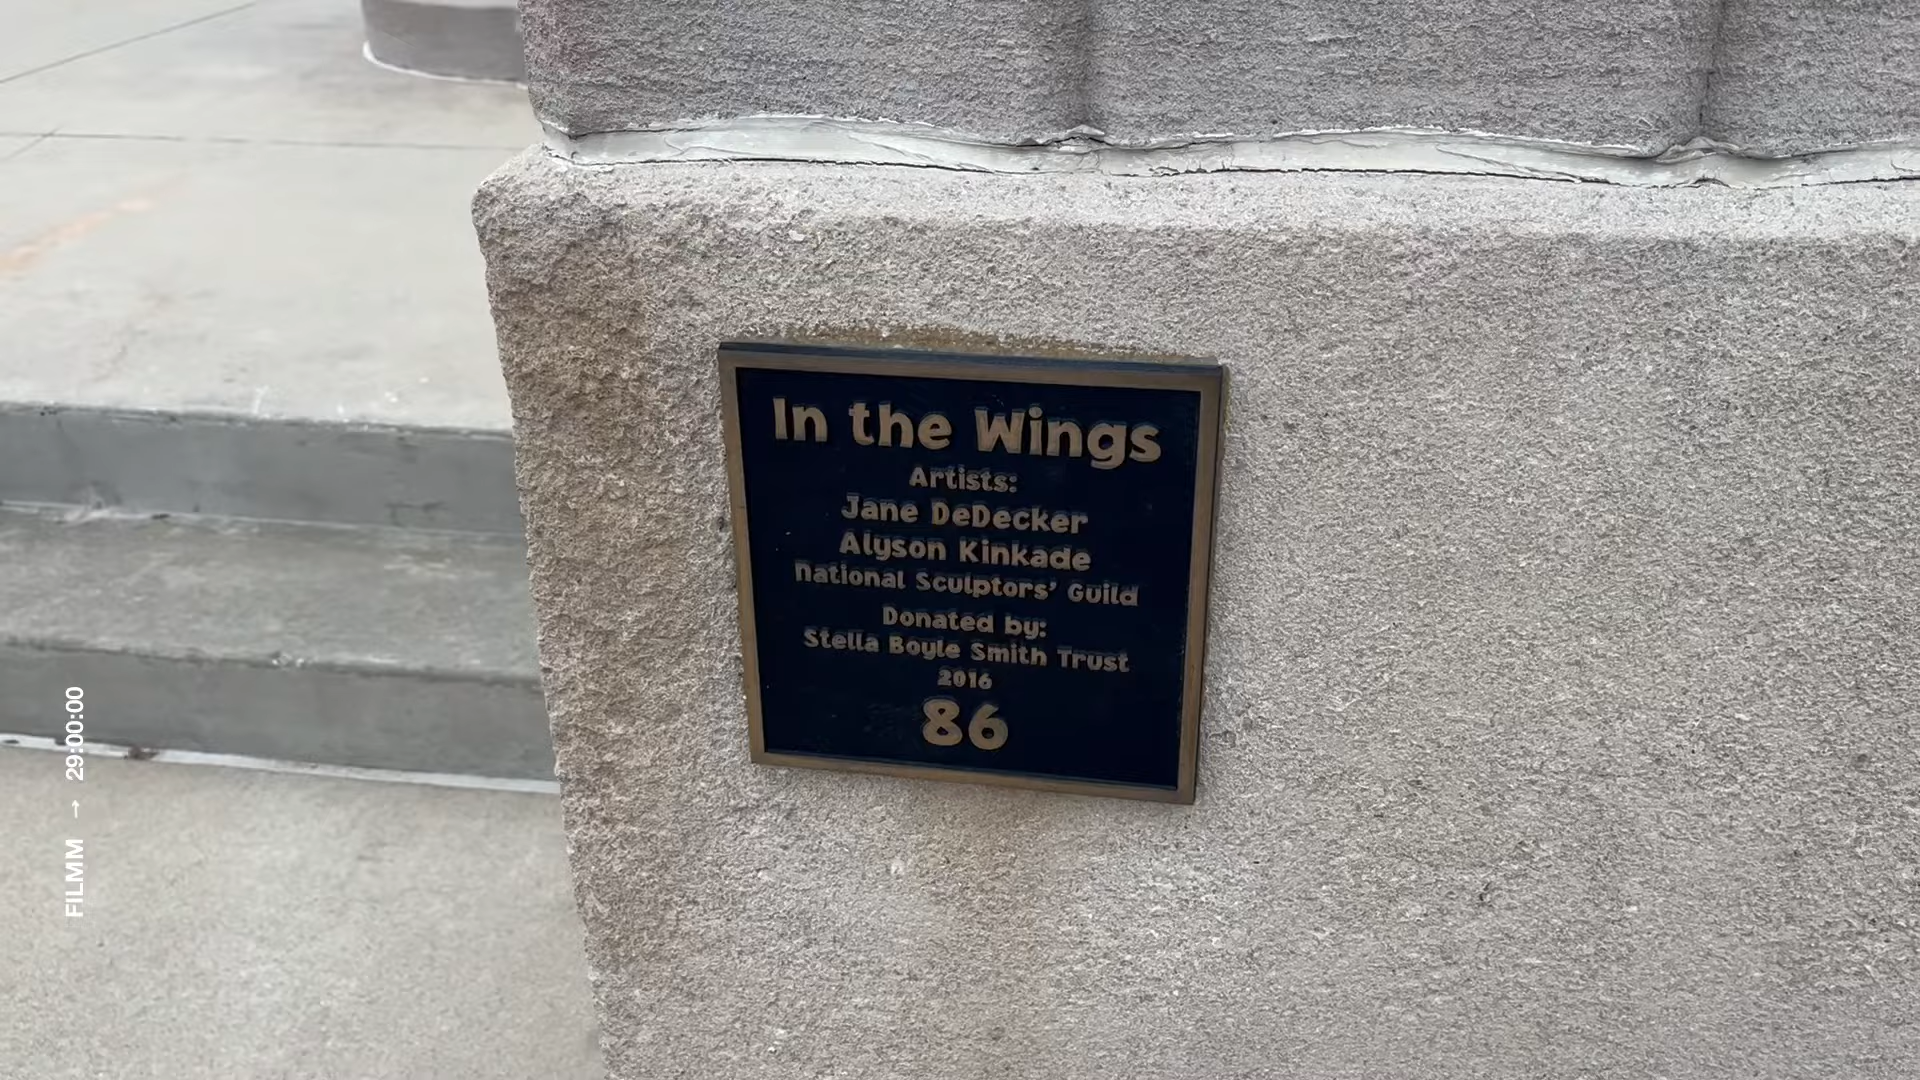 In the Wings
Artists:
Jane DeDecker
Alyson Kinkade
National Sculptors' Guild
Donated by:
Stella Boyle Smith Trust
2016
86
FILMM → 29:00:00